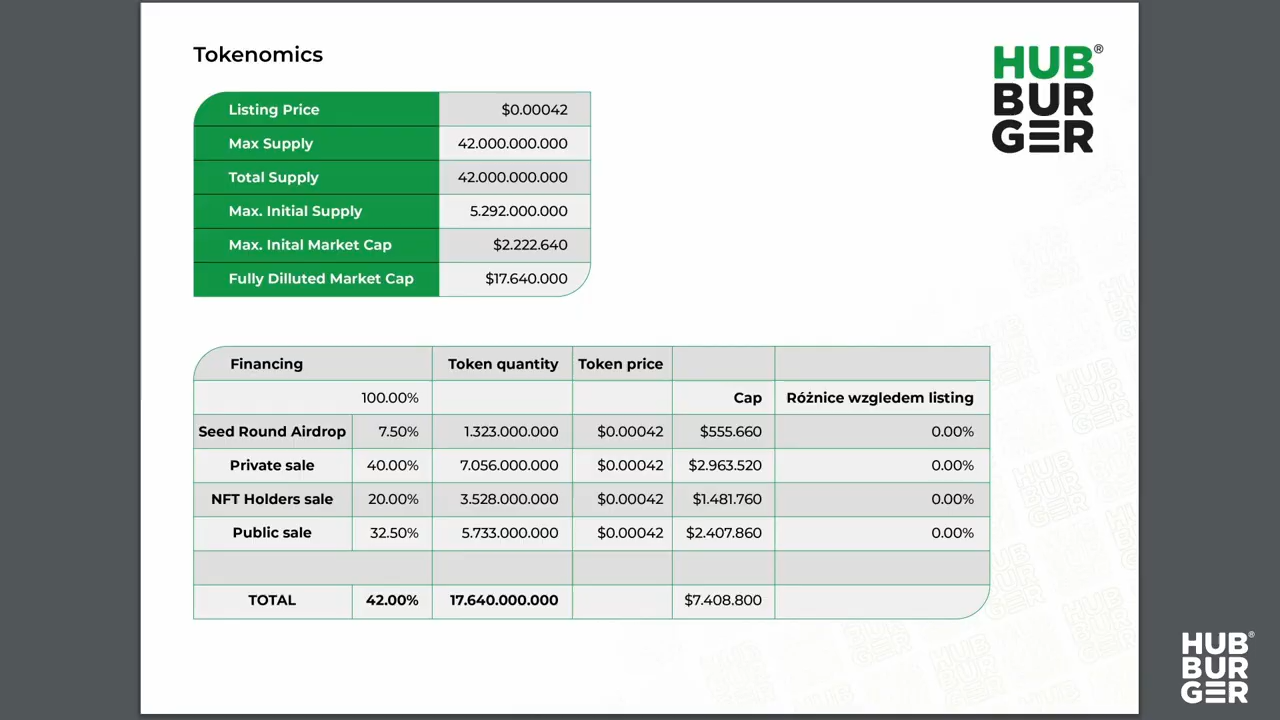 Tokenomics
HUB®
BUR
GER
Listing Price $0.00042
Max Supply 42.000.000.000
Total Supply 42.000.000.000
Max. Initial Supply 5.292.000.000
Max. Inital Market Cap $2.222.640
Fully Dilluted Market Cap $17.640.000
Financing Token quantity Token price
100.00% Cap Różnice wzgledem listing
Seed Round Airdrop 7.50% 1.323.000.000 $0.00042 $555.660 0.00%
Private sale 40.00% 7.056.000.000 $0.00042 $2.963.520 0.00%
NFT Holders sale 20.00% 3.528.000.000 $0.00042 $1.481.760 0.00%
Public sale 32.50% 5.733.000.000 $0.00042 $2.407.860 0.00%
TOTAL 42.00% 17.640.000.000 $7.408.800
HUB®
BUR
GER